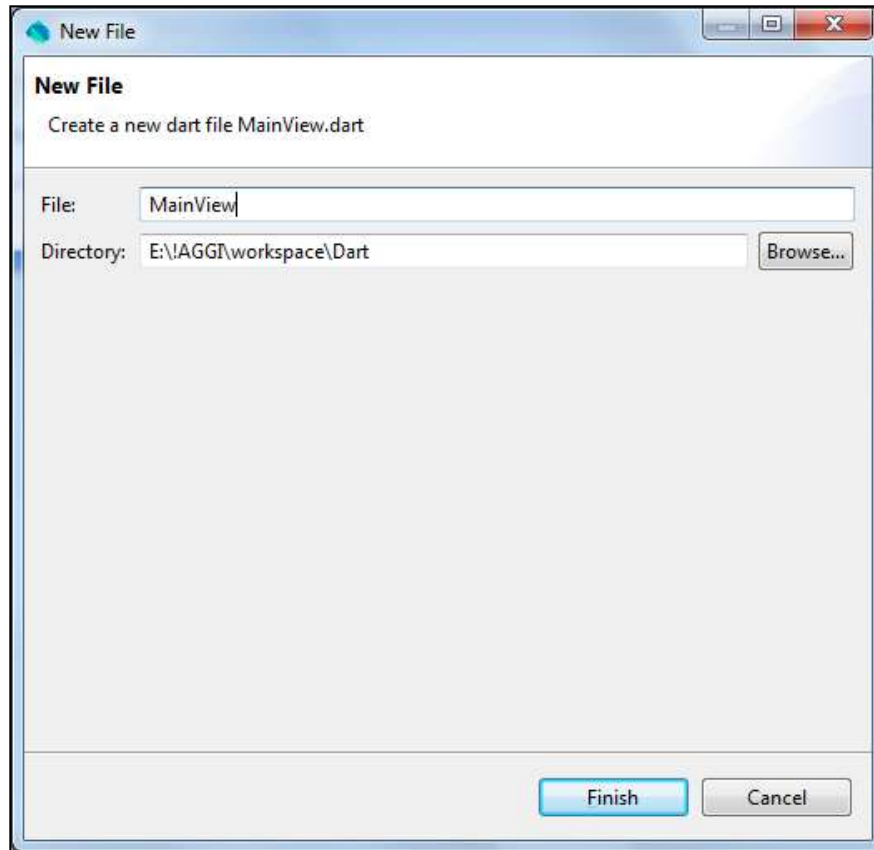 New File
New File
Create a new dart file MainView.dart
File: MainView
Directory: E:\!AGGI\workspace\Dart Browse...
Finish Cancel